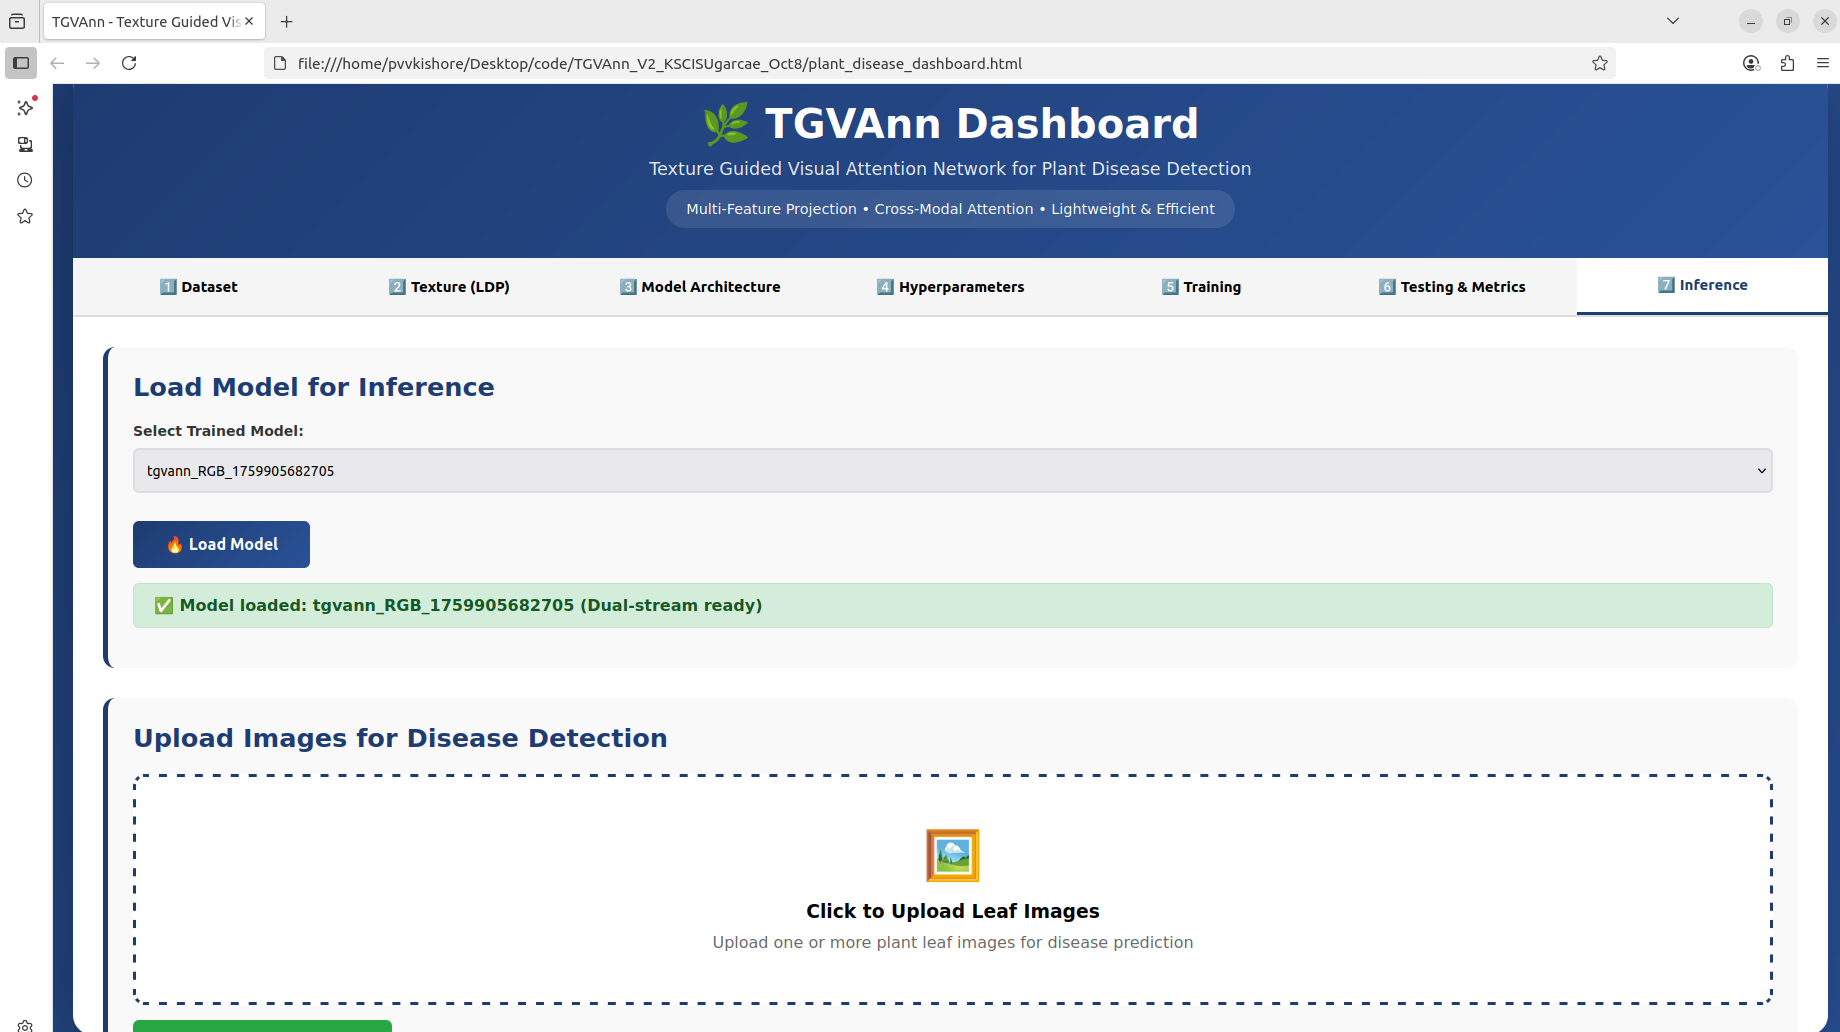 TGVAnn - Texture Guided Vis
file:///home/pvvkishore/Desktop/code/TGVAnn_V2_KSCISUgarcae_Oct8/plant_disease_dashboard.html
🌿 TGVAnn Dashboard
Texture Guided Visual Attention Network for Plant Disease Detection
Multi-Feature Projection • Cross-Modal Attention • Lightweight & Efficient
1️⃣ Dataset
2️⃣ Texture (LDP)
3️⃣ Model Architecture
4️⃣ Hyperparameters
5️⃣ Training
6️⃣ Testing & Metrics
7️⃣ Inference
Load Model for Inference
Select Trained Model:
tgvann_RGB_1759905682705
🔥 Load Model
✅ Model loaded: tgvann_RGB_1759905682705 (Dual-stream ready)
Upload Images for Disease Detection
Click to Upload Leaf Images
Upload one or more plant leaf images for disease prediction